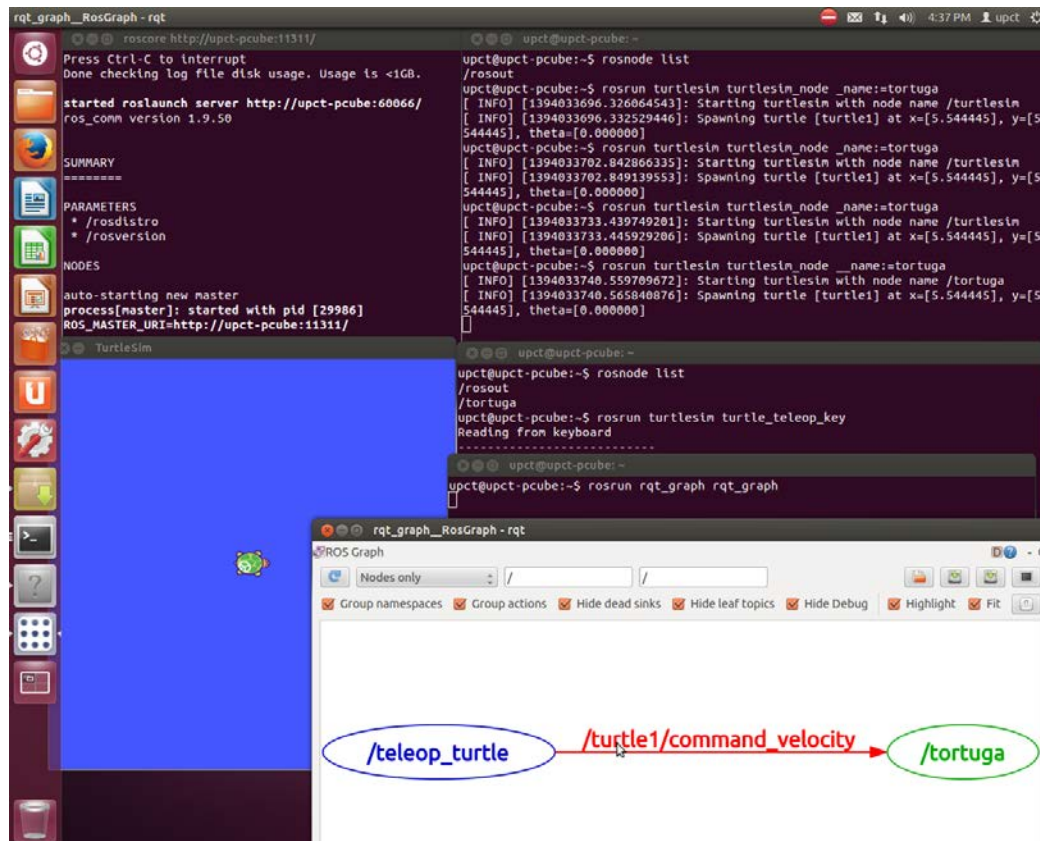 rqt_graph__RosGraph - rqt
4:37 PM upct
roscore http://upct-pcube:11311/
Press Ctrl-C to interrupt
Done checking log file disk usage. Usage is <1GB.
started roslaunch server http://upct-pcube:60066/
ros_comm version 1.9.50
SUMMARY
========
PARAMETERS
* /rosdistro
* /rosversion
NODES
auto-starting new master
process[master]: started with pid [29986]
ROS_MASTER_URI=http://upct-pcube:11311/
upct@upct-pcube: ~
upct@upct-pcube:~$ rosnode list
/rosout
upct@upct-pcube:~$ rosrun turtlesim turtlesim_node _name:=tortuga
[ INFO] [1394033696.326064543]: Starting turtlesim with node name /turtlesim
[ INFO] [1394033696.332529446]: Spawning turtle [turtle1] at x=[5.544445], y=[5
544445], theta=[0.000000]
upct@upct-pcube:~$ rosrun turtlesim turtlesim_node _name:=tortuga
[ INFO] [1394033702.842866335]: Starting turtlesim with node name /turtlesim
[ INFO] [1394033702.849139553]: Spawning turtle [turtle1] at x=[5.544445], y=[5
544445], theta=[0.000000]
upct@upct-pcube:~$ rosrun turtlesim turtlesim_node _name:=tortuga
[ INFO] [1394033733.439749201]: Starting turtlesim with node name /turtlesim
[ INFO] [1394033733.445929206]: Spawning turtle [turtle1] at x=[5.544445], y=[5
544445], theta=[0.000000]
upct@upct-pcube:~$ rosrun turtlesim turtlesim_node __name:=tortuga
[ INFO] [1394033740.559709672]: Starting turtlesim with node name /tortuga
[ INFO] [1394033740.565840876]: Spawning turtle [turtle1] at x=[5.544445], y=[5
544445], theta=[0.000000]
TurtleSim
upct@upct-pcube: ~
upct@upct-pcube:~$ rosnode list
/rosout
/tortuga
upct@upct-pcube:~$ rosrun turtlesim turtle_teleop_key
Reading from keyboard
---------------------------
upct@upct-pcube: ~
upct@upct-pcube:~$ rosrun rqt_graph rqt_graph
rqt_graph__RosGraph - rqt
ROS Graph
D
Nodes only / /
Group namespaces Group actions Hide dead sinks Hide leaf topics Hide Debug Highlight Fit
/teleop_turtle /turtle1/command_velocity /tortuga